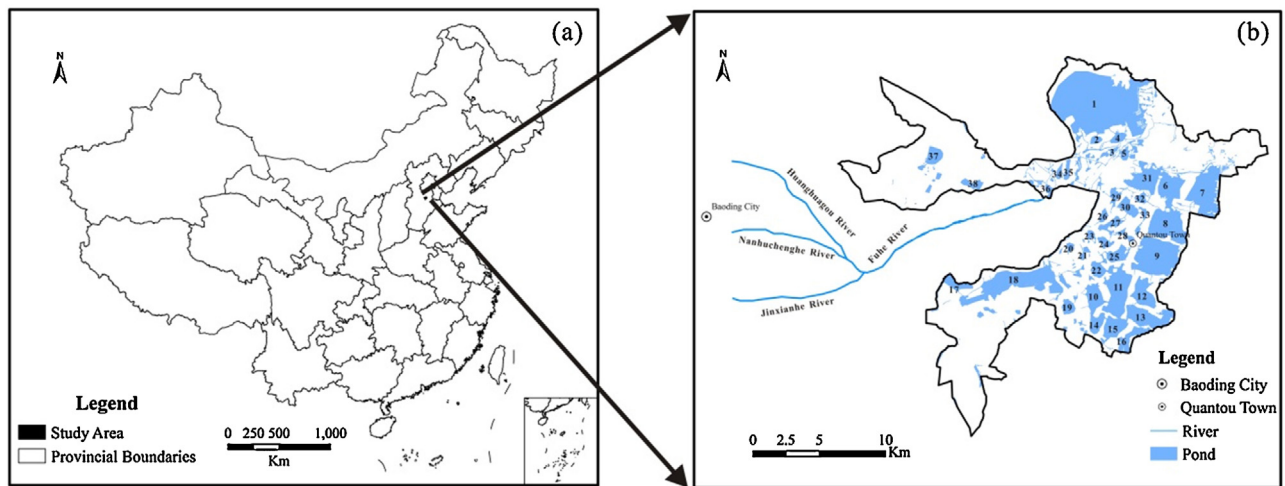 (a)
N
Legend
Study Area
Provincial Boundaries
0 250 500 1,000
Km
(b)
N
Baoding City
Huanghuagou River
Nanhuchenghe River
Fuhe River
Jinxianhe River
1
2
4
3
5
37
38
34
35
36
31
6
7
29
32
30
33
26
27
8
23
28
Quantou Town
20
24
21
25
9
22
17
18
10
11
12
19
13
14
15
16
Legend
Baoding City
Quantou Town
River
Pond
0 2.5 5 10
Km